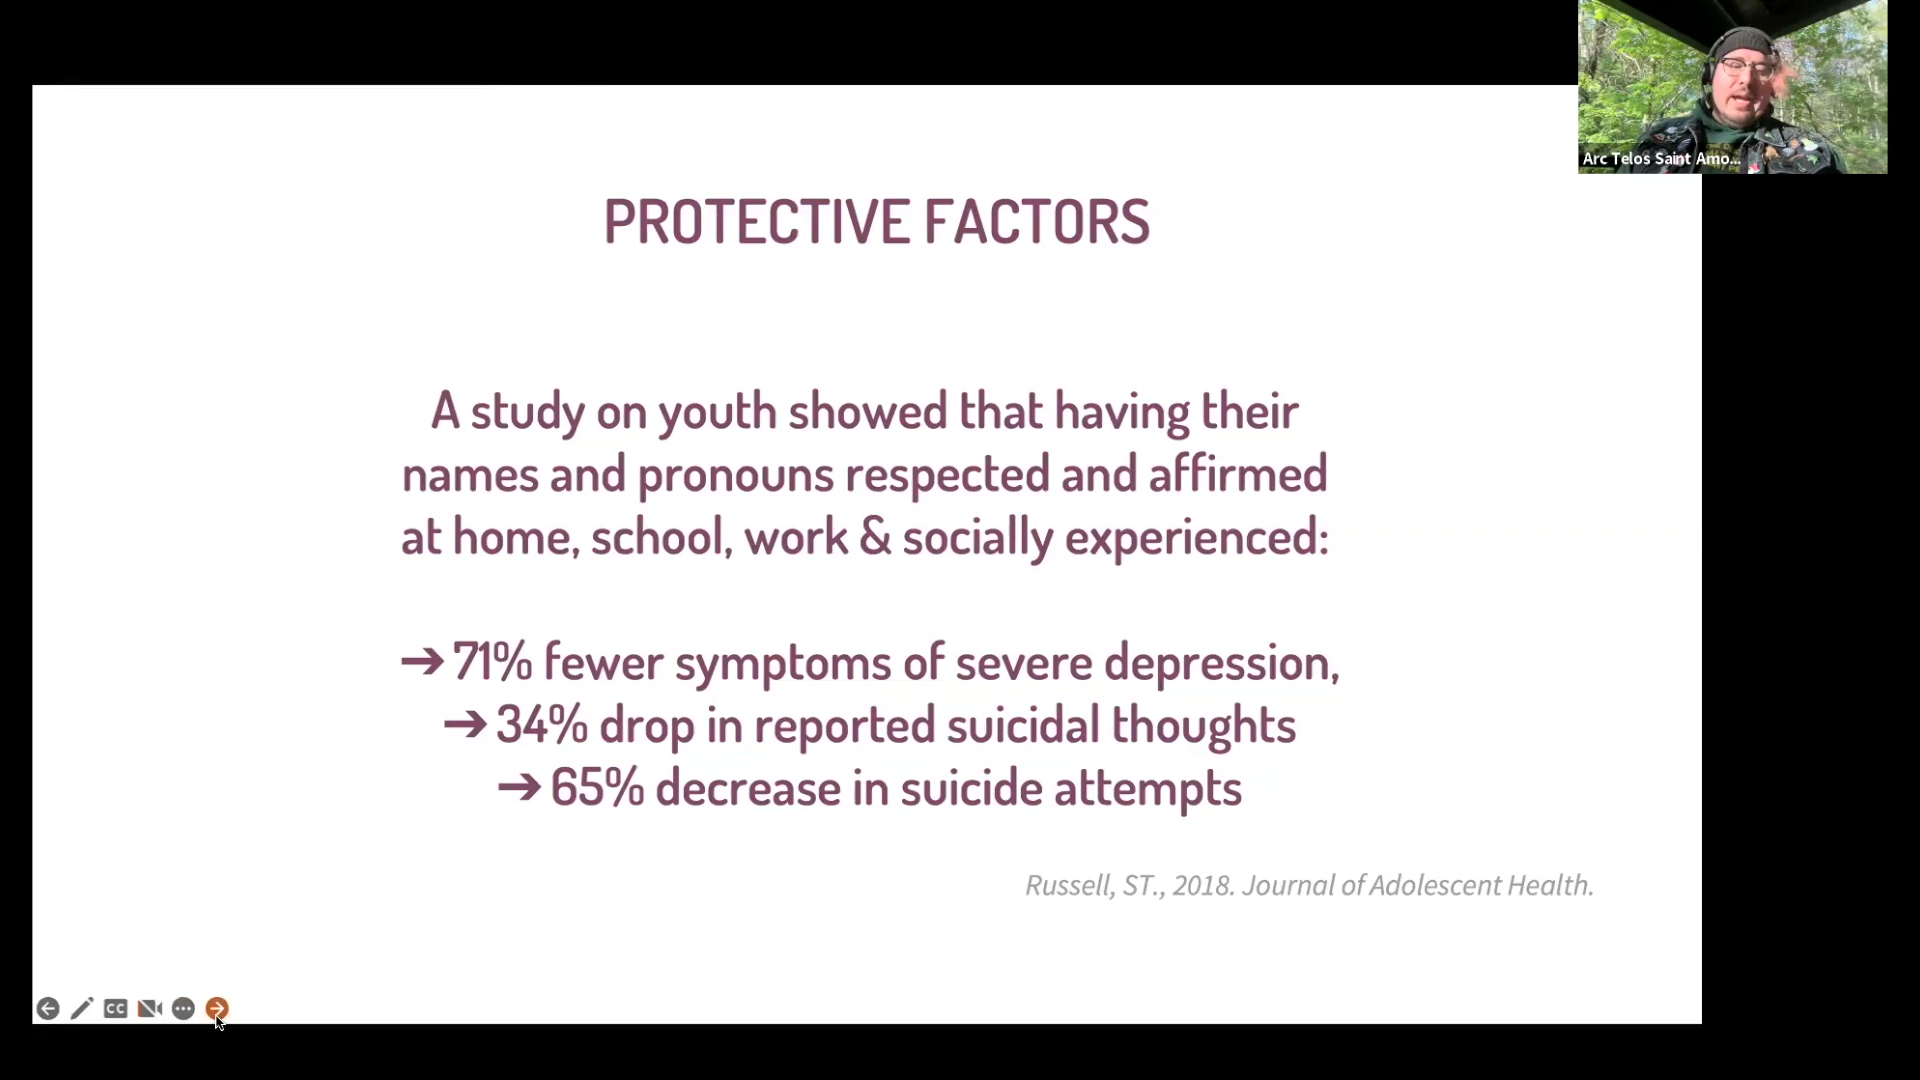 Arc Telos Saint Amo...
PROTECTIVE FACTORS
A study on youth showed that having their
names and pronouns respected and affirmed
at home, school, work & socially experienced:
➔ 71% fewer symptoms of severe depression,
➔ 34% drop in reported suicidal thoughts
➔ 65% decrease in suicide attempts
Russell, ST., 2018. Journal of Adolescent Health.
CC